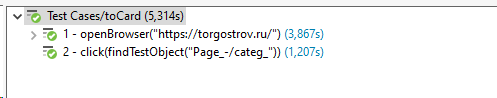 Test Cases/toCard (5,314s)
1 - openBrowser("https://torgostrov.ru/") (3,867s)
2 - click(findTestObject("Page_-/categ_")) (1,207s)